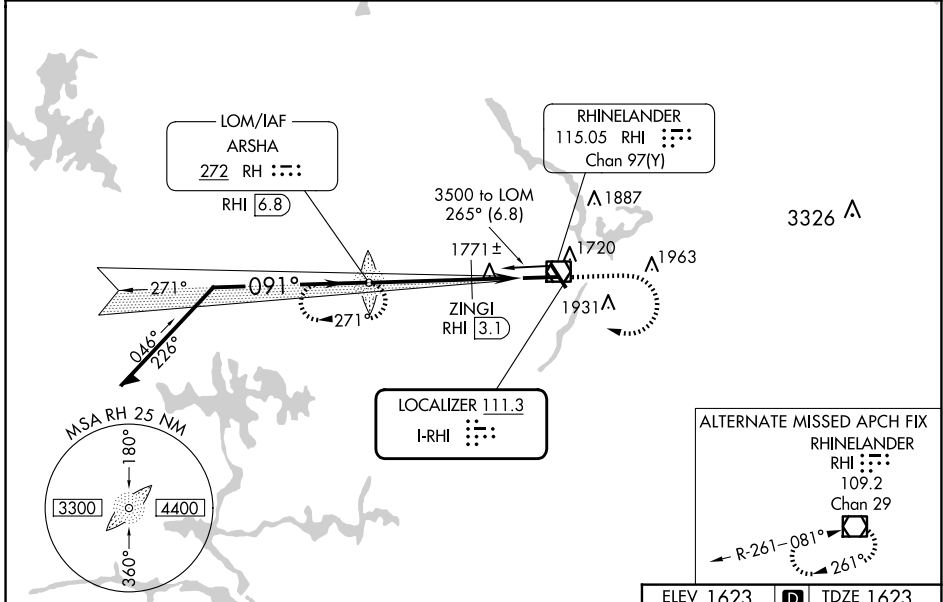 LOM/IAF
ARSHA
272 RH
RHI 6.8
RHINELANDER
115.05 RHI
Chan 97(Y)
3500 to LOM
265° (6.8)
1887
3326
1771±
1720
1963
271°
091°
271°
ZINGI
RHI 3.1
1931
046°
226°
LOCALIZER 111.3
I-RHI
MSA RH 25 NM
180°
3300
4400
360°
ALTERNATE MISSED APCH FIX
RHINELANDER
RHI
109.2
Chan 29
R-261
081°
261°
ELEV 1623
D
TDZE 1623